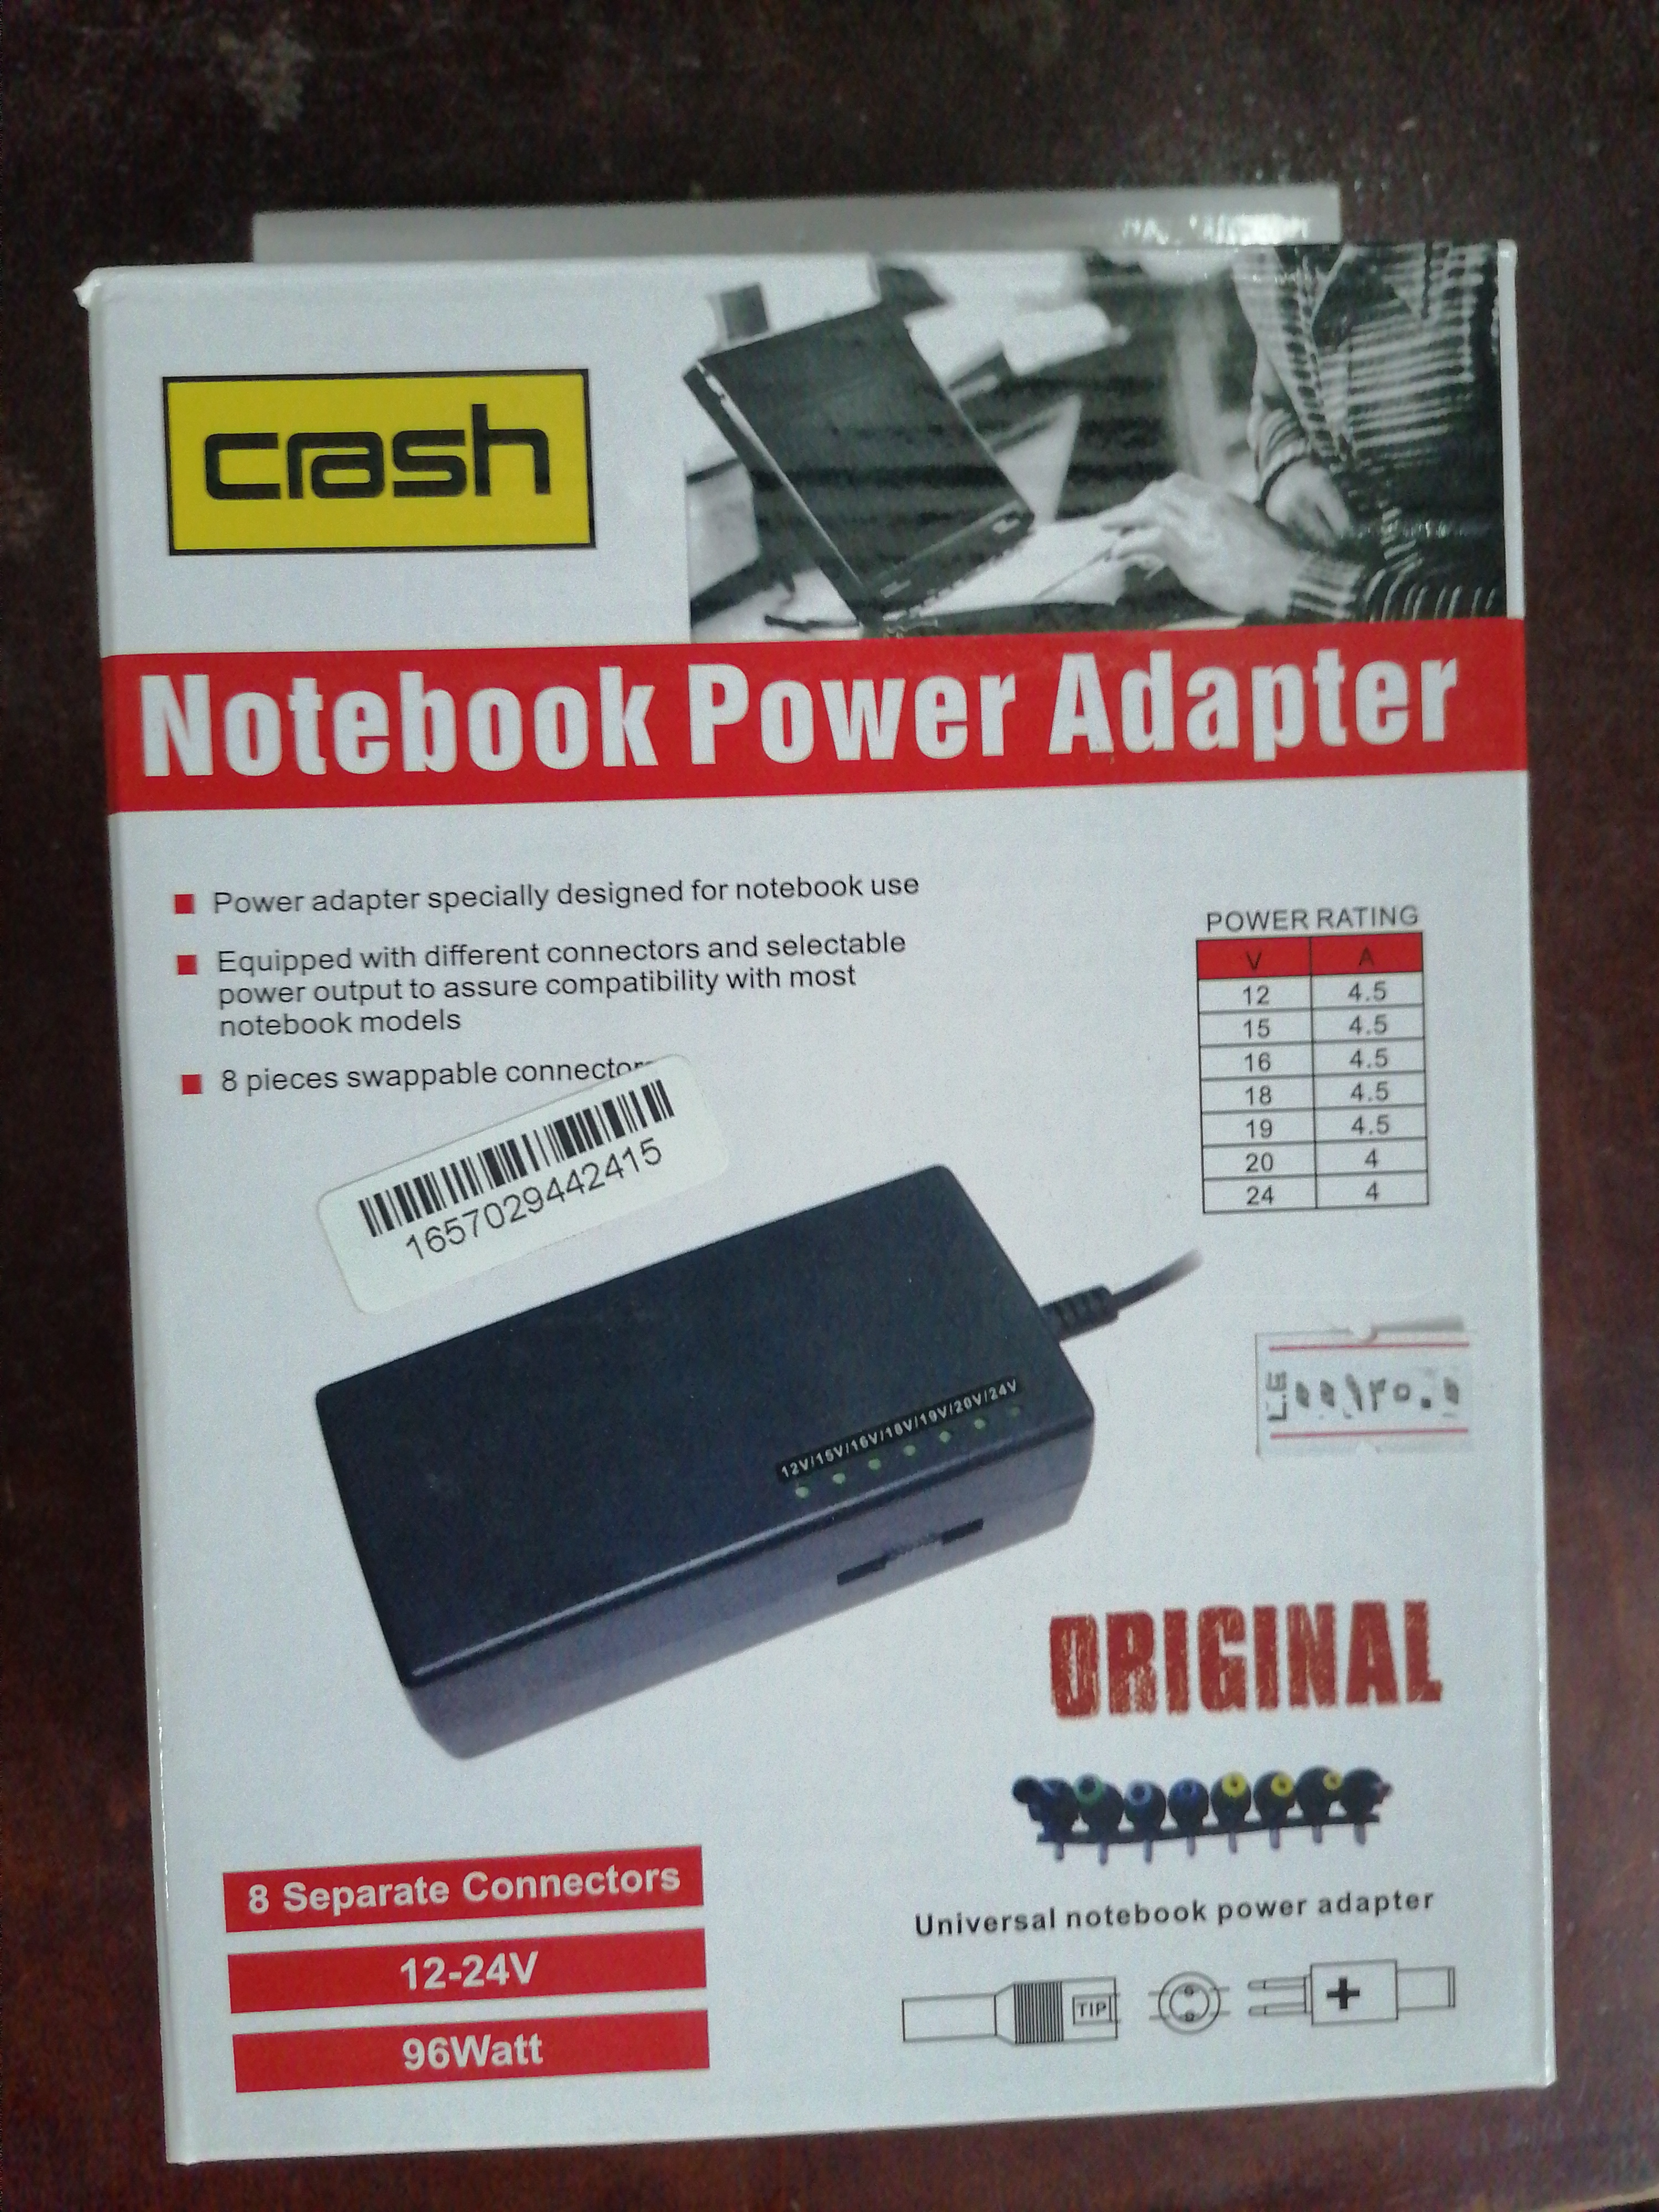 crash
Notebook Power Adapter
Power adapter specially designed for notebook use
Equipped with different connectors and selectable
power output to assure compatibility with most
notebook models
8 pieces swappable
1657029442415
POWER RATING
V A
12 4.5
15 4.5
16 4.5
18 4.5
19 4.5
20 4
24 4
12V/15V/16V/18V/19V/20V/24V
L.E
ORIGINAL
8 Separate Connectors
12-24V
96Watt
Universal notebook power adapter
TIP
+